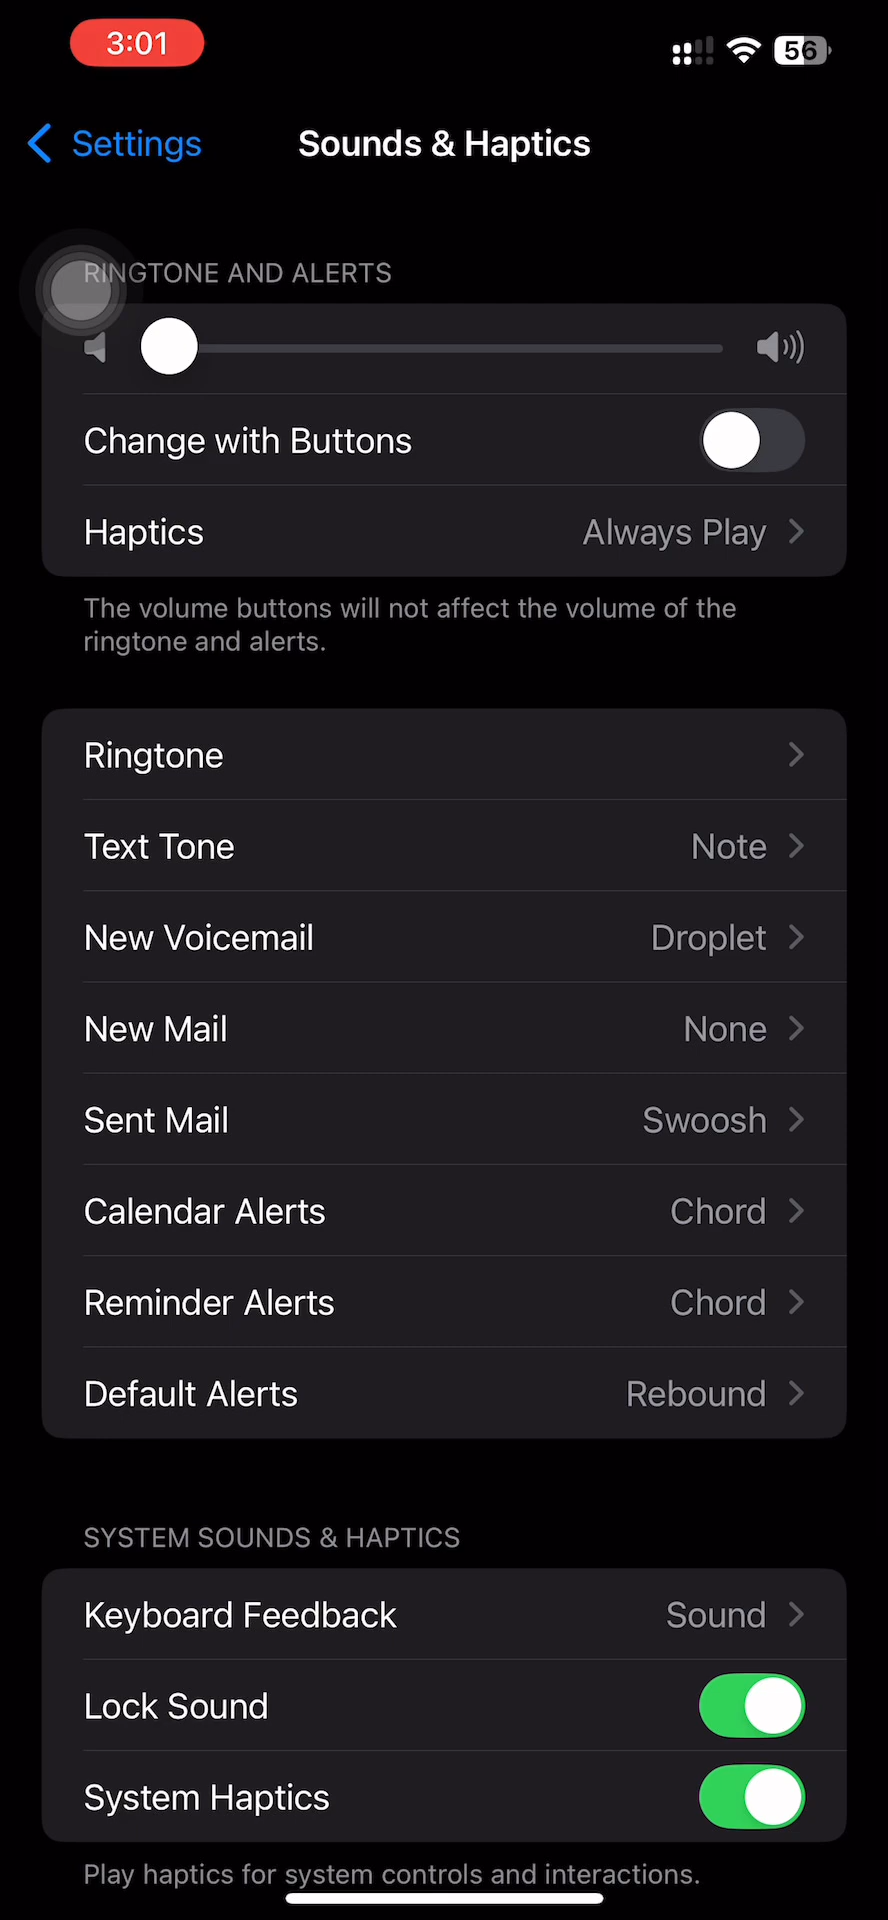 3:01
56
Settings
Sounds & Haptics
RINGTONE AND ALERTS
Change with Buttons
Haptics Always Play
The volume buttons will not affect the volume of the
ringtone and alerts.
Ringtone
Text Tone Note
New Voicemail Droplet
New Mail None
Sent Mail Swoosh
Calendar Alerts Chord
Reminder Alerts Chord
Default Alerts Rebound
SYSTEM SOUNDS & HAPTICS
Keyboard Feedback Sound
Lock Sound
System Haptics
Play haptics for system controls and interactions.